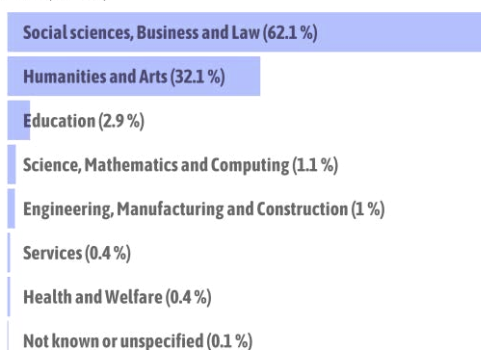 Social sciences, Business and Law (62.1 %)
Humanities and Arts (32.1 %)
Education (2.9 %)
Science, Mathematics and Computing (1.1 %)
Engineering, Manufacturing and Construction (1 %)
Services (0.4 %)
Health and Welfare (0.4 %)
Not known or unspecified (0.1 %)